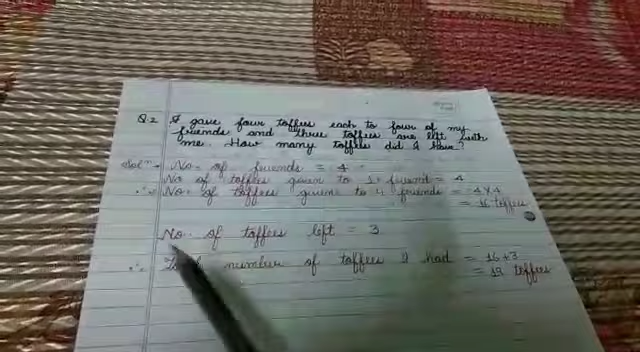 Q.2 I gave four toffees each to four of my
friends and three toffees are left with
me. How many toffees did I have?
Solⁿ→ No. of friends = 4
No of toffees given to 1 friend = 4
∴ No. of toffees given to 4 friends = 4×4
= 16 toffees
No. of toffees left = 3
∴ number of toffees I had = 16+3
= 19 toffees